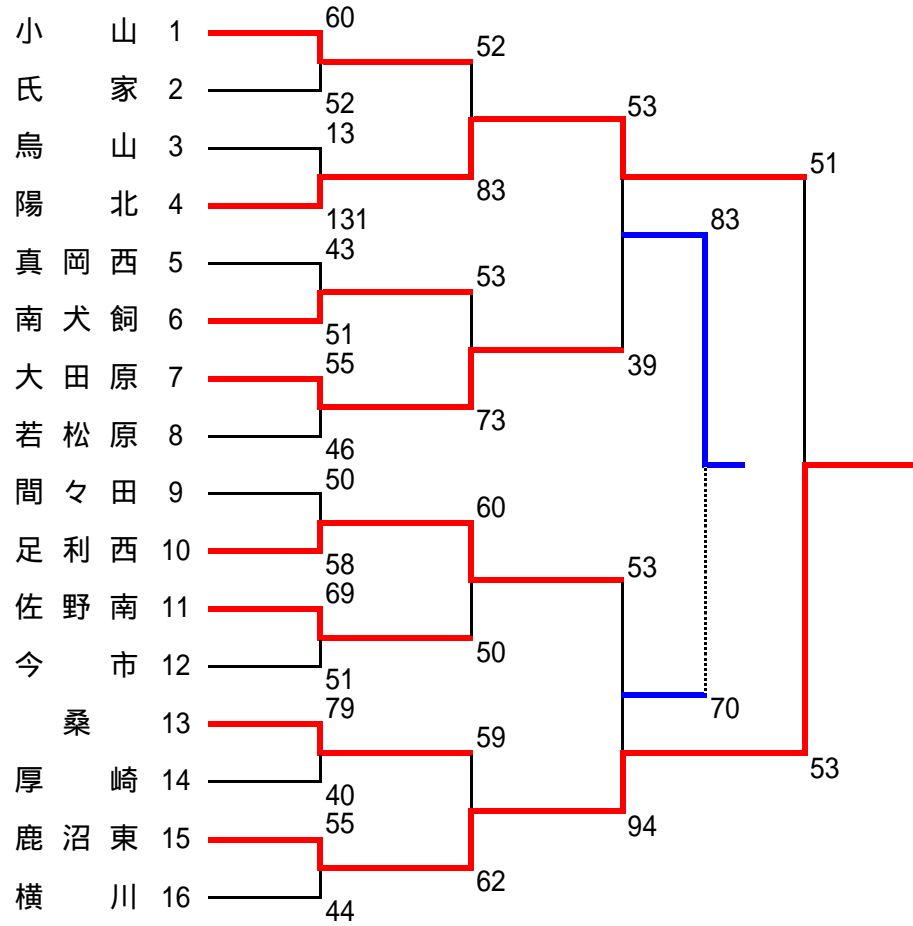 小山 1
氏家 2
烏山 3
陽北 4
真岡西 5
南犬飼 6
大田原 7
若松原 8
間々田 9
足利西 10
佐野南 11
今市 12
桑 13
厚崎 14
鹿沼東 15
横川 16
60
52
13
131
43
51
55
46
50
58
69
51
79
40
55
44
52
83
53
73
60
50
59
62
53
39
53
94
83
70
51
53